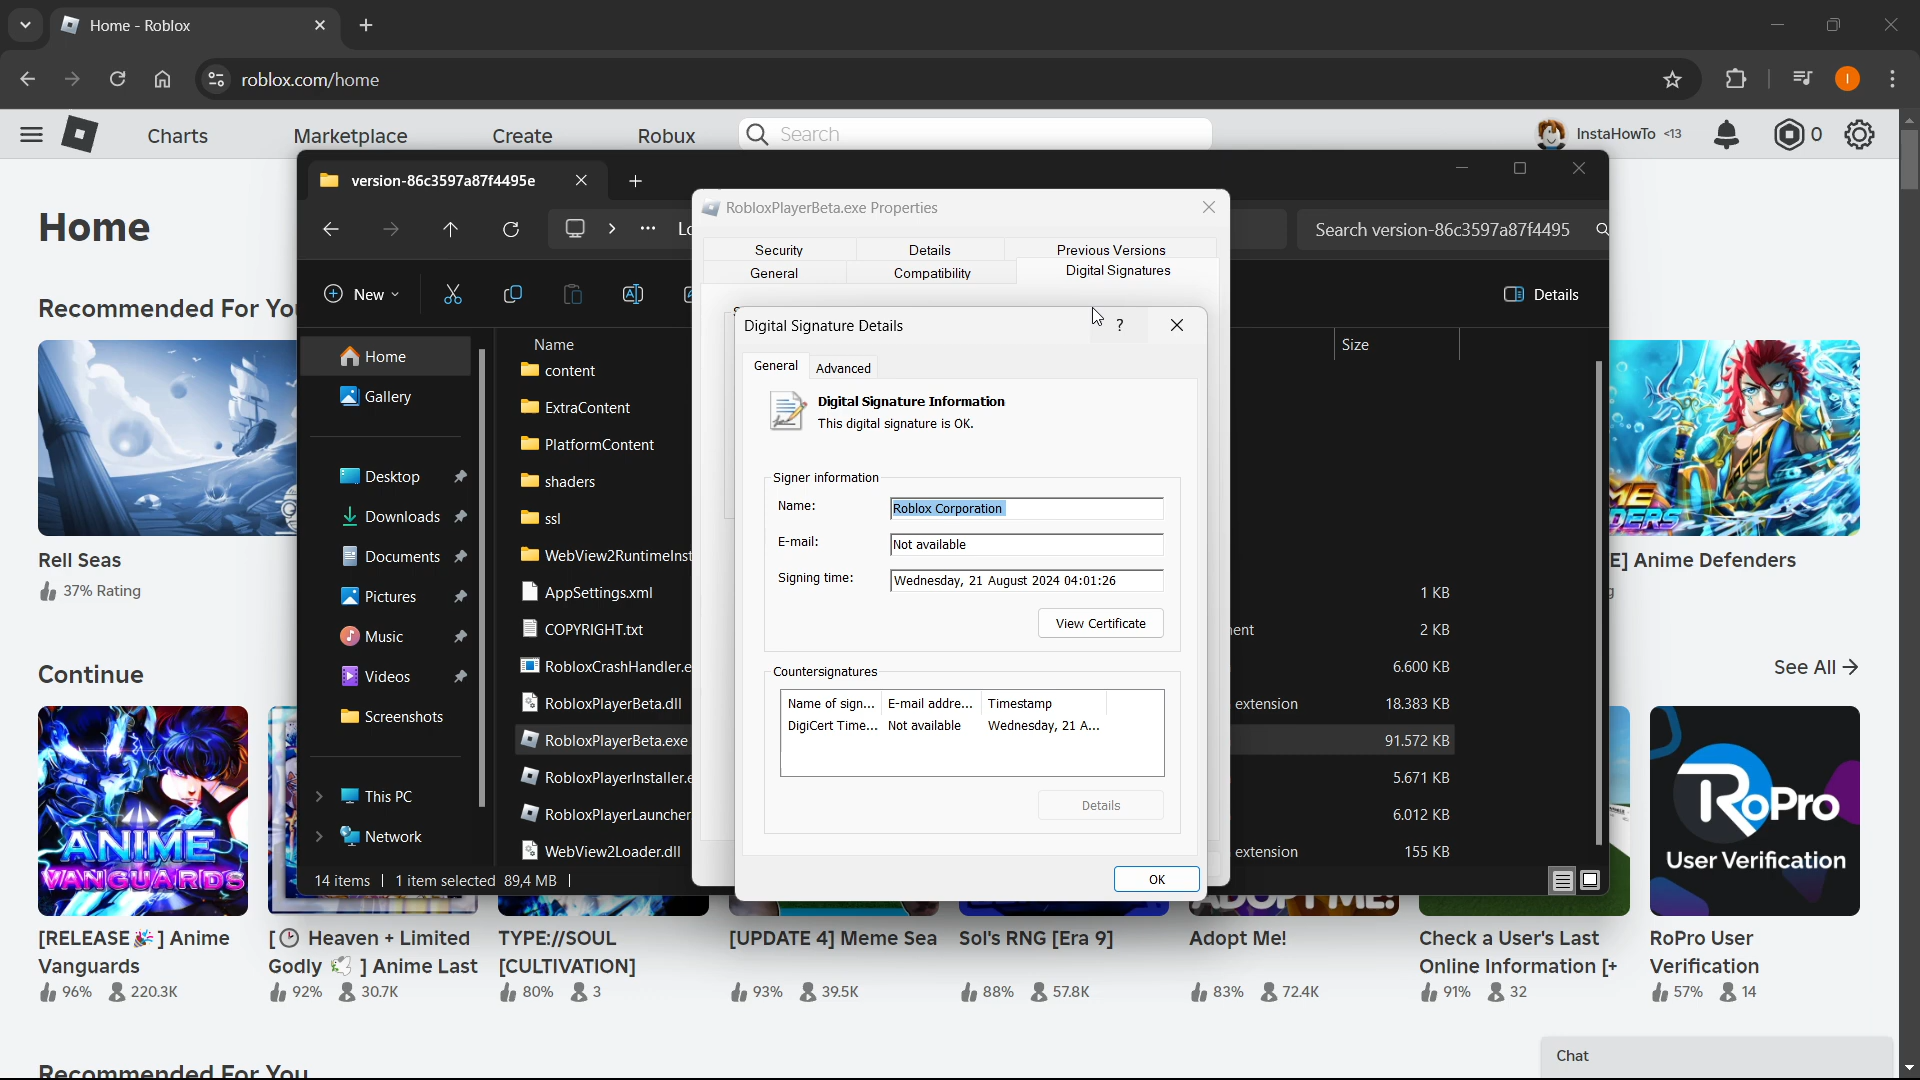 Home - Roblox
roblox.com/home
I
Charts
Marketplace
Create
Robux
Search
InstaHowTo <13
0
version-86c3597a87f4495e
Search version-86c3597a87f4495
New
Details
Home
Gallery
Desktop
Downloads
Documents
Pictures
Music
Videos
Screenshots
This PC
Network
Name
Size
content
ExtraContent
PlatformContent
shaders
ssl
WebView2RuntimeInst
AppSettings.xml
1 KB
COPYRIGHT.txt
2 KB
RobloxCrashHandler.e
6.600 KB
RobloxPlayerBeta.dll
extension
18.383 KB
RobloxPlayerBeta.exe
91.572 KB
RobloxPlayerInstaller.e
5.671 KB
RobloxPlayerLauncher
6.012 KB
WebView2Loader.dll
extension
155 KB
14 items
1 item selected 89,4 MB
RobloxPlayerBeta.exe Properties
Security
Details
Previous Versions
General
Compatibility
Digital Signatures
Digital Signature Details
?
General
Advanced
Digital Signature Information
This digital signature is OK.
Signer information
Name:
Roblox Corporation
E-mail:
Not available
Signing time:
Wednesday, 21 August 2024 04:01:26
View Certificate
Countersignatures
Name of sign...
E-mail addre...
Timestamp
DigiCert Time...
Not available
Wednesday, 21 A...
Details
OK
Home
Recommended For You
Rell Seas
37% Rating
E] Anime Defenders
Continue
See All →
ANIME
VANGUARDS
RoPro
User Verification
[RELEASE 🎉] Anime
Vanguards
96%
220.3K
[🕑 Heaven + Limited
Godly 🕊️ ] Anime Last
92%
30.7K
TYPE://SOUL
[CULTIVATION]
80%
3
[UPDATE 4] Meme Sea
93%
39.5K
Sol's RNG [Era 9]
88%
57.8K
Adopt Me!
83%
72.4K
Check a User's Last
Online Information [+
91%
32
RoPro User
Verification
57%
14
Chat
Recommended For You